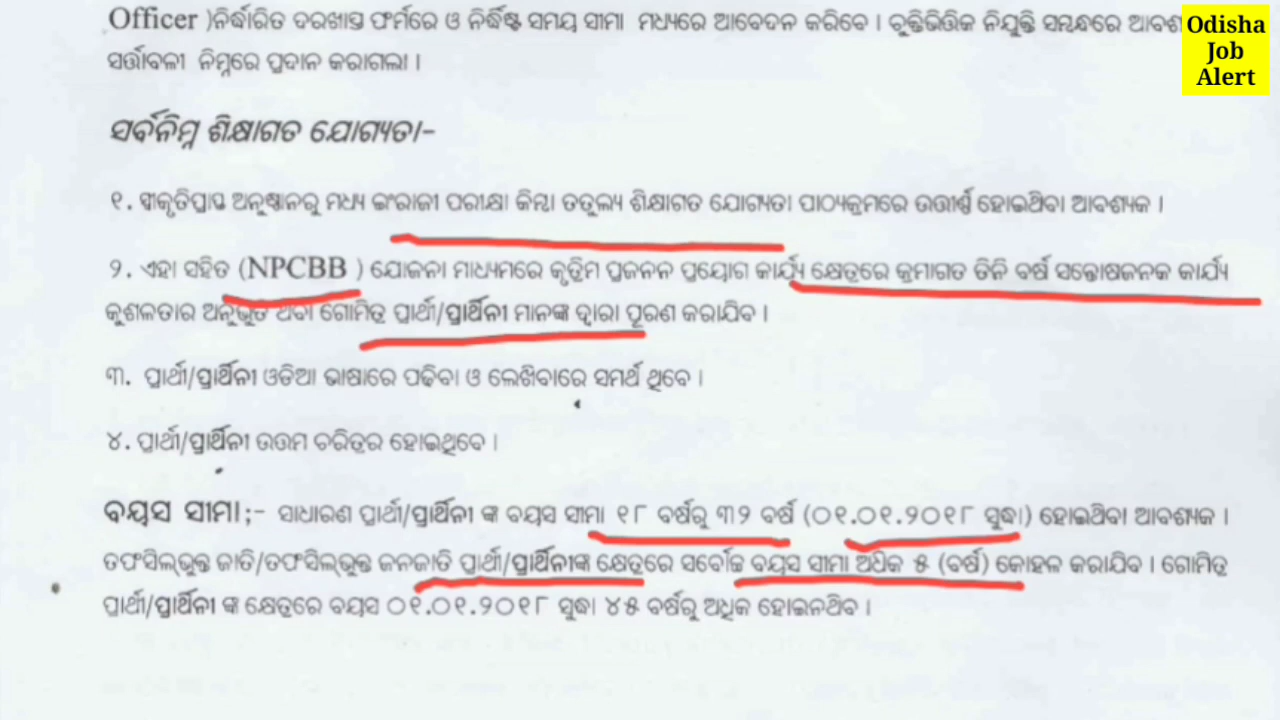 Officer )ନିର୍ଦ୍ଧାରିତ ଦରଖାସ୍ତ ଫର୍ମରେ ଓ ନିର୍ଦ୍ଧିଷ୍ଟ ସମୟ ସୀମା ମଧ୍ୟରେ ଆବେଦନ କରିବେ । ଚୁକ୍ତିଭିତ୍ତିକ ନିଯୁକ୍ତି ସମ୍ବନ୍ଧରେ
ସର୍ତ୍ତାବଳୀ ନିମ୍ନରେ ପ୍ରଦାନ କରାଗଲା ।
Odisha
Job
Alert
ସର୍ବନିମ୍ନ ଶିକ୍ଷାଗତ ଯୋଗ୍ୟତା-
୧. ସ୍ୱୀକୃତିପ୍ରାପ୍ତ ଅନୁଷ୍ଠାନରୁ ମଧ୍ୟ ଇଂରାଜୀ ପରୀକ୍ଷା କିମ୍ବା ତତୁଲ୍ୟ ଶିକ୍ଷାଗତ ଯୋଗ୍ୟତା ପାଠ୍ୟକ୍ରମରେ ଉତ୍ତୀର୍ଣ୍ଣ ହୋଇଥିବା ଆବଶ୍ୟକ ।
୨. ଏହା ସହିତ (NPCBB ) ଯୋଜନା ମାଧ୍ୟମରେ କୃତ୍ରିମ ପ୍ରଜନନ ପ୍ରୟୋଗ କାର୍ଯ୍ୟ କ୍ଷେତ୍ରରେ କ୍ରମାଗତ ତିନି ବର୍ଷ ସନ୍ତୋଷଜନକ କାର୍ଯ୍ୟ
କୁଶଳତାର ଅନୁଭୁତ ଥିବା ଗୋମିତ୍ର ପ୍ରାର୍ଥୀ/ପ୍ରାର୍ଥିନୀ ମାନଙ୍କ ଦ୍ୱାରା ପୂରଣ କରାଯିବ ।
୩. ପ୍ରାର୍ଥୀ/ପ୍ରାର୍ଥିନୀ ଓଡିଆ ଭାଷାରେ ପଢିବା ଓ ଲେଖିବାରେ ସମର୍ଥ ଥିବେ ।
୪. ପ୍ରାର୍ଥୀ/ପ୍ରାର୍ଥିନୀ ଉତ୍ତମ ଚରିତ୍ରର ହୋଇଥିବେ ।
ବୟସ ସୀମା;- ସାଧାରଣ ପ୍ରାର୍ଥୀ/ପ୍ରାର୍ଥିନୀ ଙ୍କ ବୟସ ସୀମା ୧୮ ବର୍ଷରୁ ୩୨ ବର୍ଷ (୦୧.୦୧.୨୦୧୮ ସୁଦ୍ଧା) ହୋଇଥିବା ଆବଶ୍ୟକ ।
ତଫସିଲ୍‌ଭୁକ୍ତ ଜାତି/ତଫସିଲ୍‌ଭୁକ୍ତ ଜନଜାତି ପ୍ରାର୍ଥୀ/ପ୍ରାର୍ଥିନୀଙ୍କ କ୍ଷେତ୍ରରେ ସର୍ବୋଚ୍ଚ ବୟସ ସୀମା ଅଧିକ ୫ (ବର୍ଷ) କୋହଳ କରାଯିବ । ଗୋମିତ୍ର
ପ୍ରାର୍ଥୀ/ପ୍ରାର୍ଥିନୀ ଙ୍କ କ୍ଷେତ୍ରରେ ବୟସ ୦୧.୦୧.୨୦୧୮ ସୁଦ୍ଧା ୪୫ ବର୍ଷରୁ ଅଧିକ ହୋଇନଥିବ ।